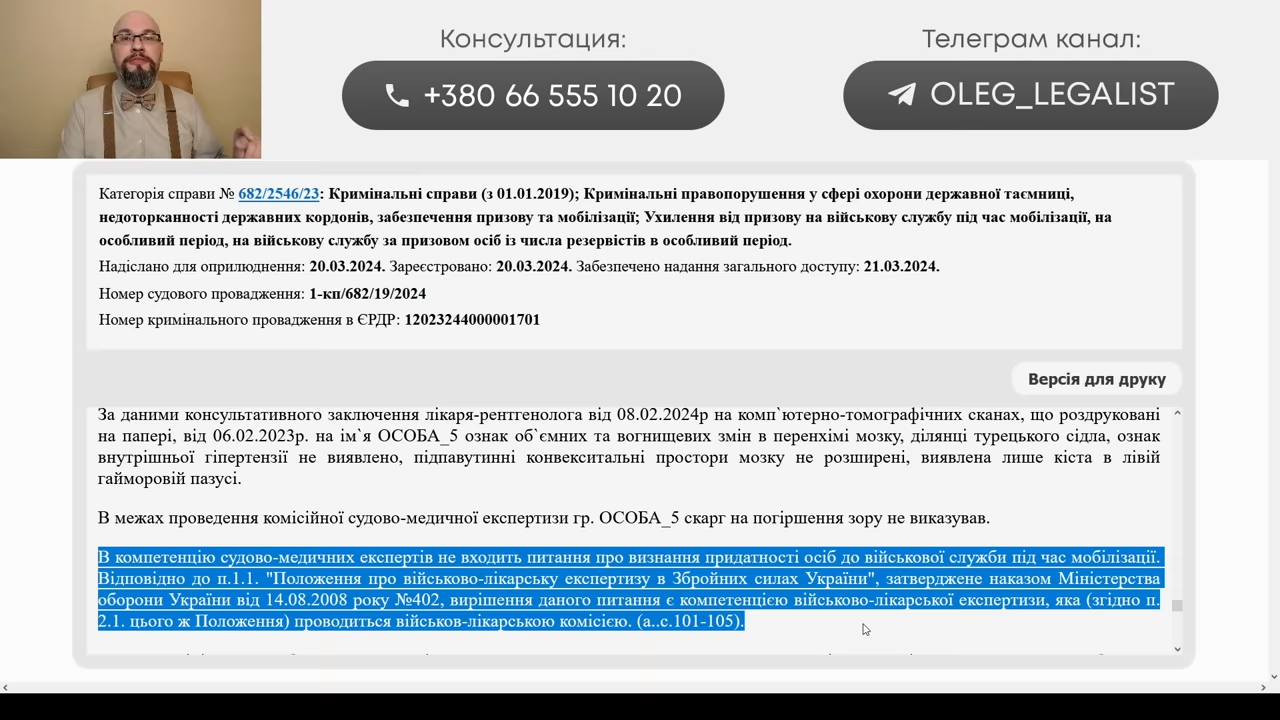 Консультация:
+380 66 555 10 20
Телеграм канал:
OLEG_LEGALIST
Категорія справи № 682/2546/23: Кримінальні справи (з 01.01.2019); Кримінальні правопорушення у сфері охорони державної таємниці,
недоторканності державних кордонів, забезпечення призову та мобілізації; Ухилення від призову на військову службу під час мобілізації, на
особливий період, на військову службу за призовом осіб із числа резервістів в особливий період.
Надіслано для оприлюднення: 20.03.2024. Зареєстровано: 20.03.2024. Забезпечено надання загального доступу: 21.03.2024.
Номер судового провадження: 1-кп/682/19/2024
Номер кримінального провадження в ЄРДР: 12023244000001701
Версія для друку
За даними консультативного заключення лікаря-рентгенолога від 08.02.2024р на комп`ютерно-томографічних сканах, що роздруковані
на папері, від 06.02.2023р. на ім`я ОСОБА_5 ознак об`ємних та вогнищевих змін в перенхімі мозку, ділянці турецького сідла, ознак
внутрішньої гіпертензії не виявлено, підпавутинні конвекситальні простори мозку не розширені, виявлена лише кіста в лівій
гайморовій пазусі.
В межах проведення комісійної судово-медичної експертизи гр. ОСОБА_5 скарг на погіршення зору не виказував.
В компетенцію судово-медичних експертів не входить питання про визнання придатності осіб до військової служби під час мобілізації.
Відповідно до п.1.1. "Положення про військово-лікарську експертизу в Збройних силах України", затверджене наказом Міністерства
оборони України від 14.08.2008 року №402, вирішення даного питання є компетенцією військово-лікарської експертизи, яка (згідно п.
2.1. цього ж Положення) проводиться військов-лікарською комісією. (а..с.101-105).